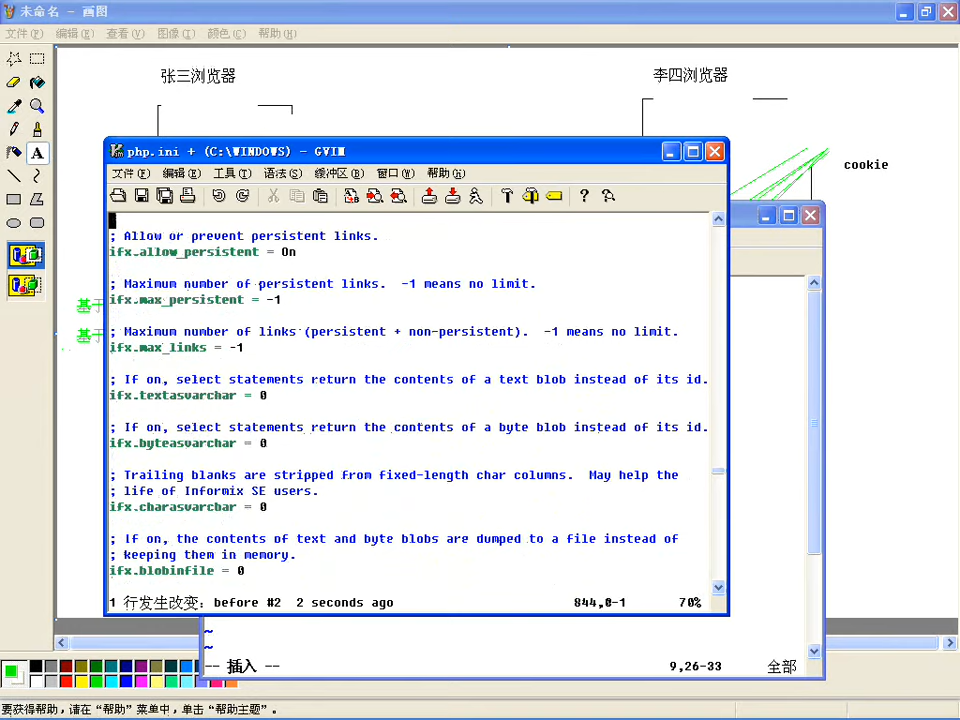 未命名 - 画图
文件(F) 编辑(E) 查看(V) 图像(I) 颜色(C) 帮助(H)
张三浏览器
李四浏览器
cookie
php.ini + (C:\WINDOWS) - GVIM
文件(F) 编辑(E) 工具(T) 语法(S) 缓冲区(B) 窗口(W) 帮助(H)
; Allow or prevent persistent links.
ifx.allow_persistent = On
; Maximum number of persistent links.  -1 means no limit.
ifx.max_persistent = -1
; Maximum number of links (persistent + non-persistent).  -1 means no limit.
ifx.max_links = -1
; If on, select statements return the contents of a text blob instead of its id.
ifx.textasvarchar = 0
; If on, select statements return the contents of a byte blob instead of its id.
ifx.byteasvarchar = 0
; Trailing blanks are stripped from fixed-length char columns.  May help the
; life of Informix SE users.
ifx.charasvarchar = 0
; If on, the contents of text and byte blobs are dumped to a file instead of
; keeping them in memory.
ifx.blobinfile = 0
1 行发生改变: before #2  2 seconds ago 844,0-1 70%
基于
基于
~
~
-- 插入 -- 9,26-33 全部
要获得帮助，请在“帮助”菜单中，单击“帮助主题”。